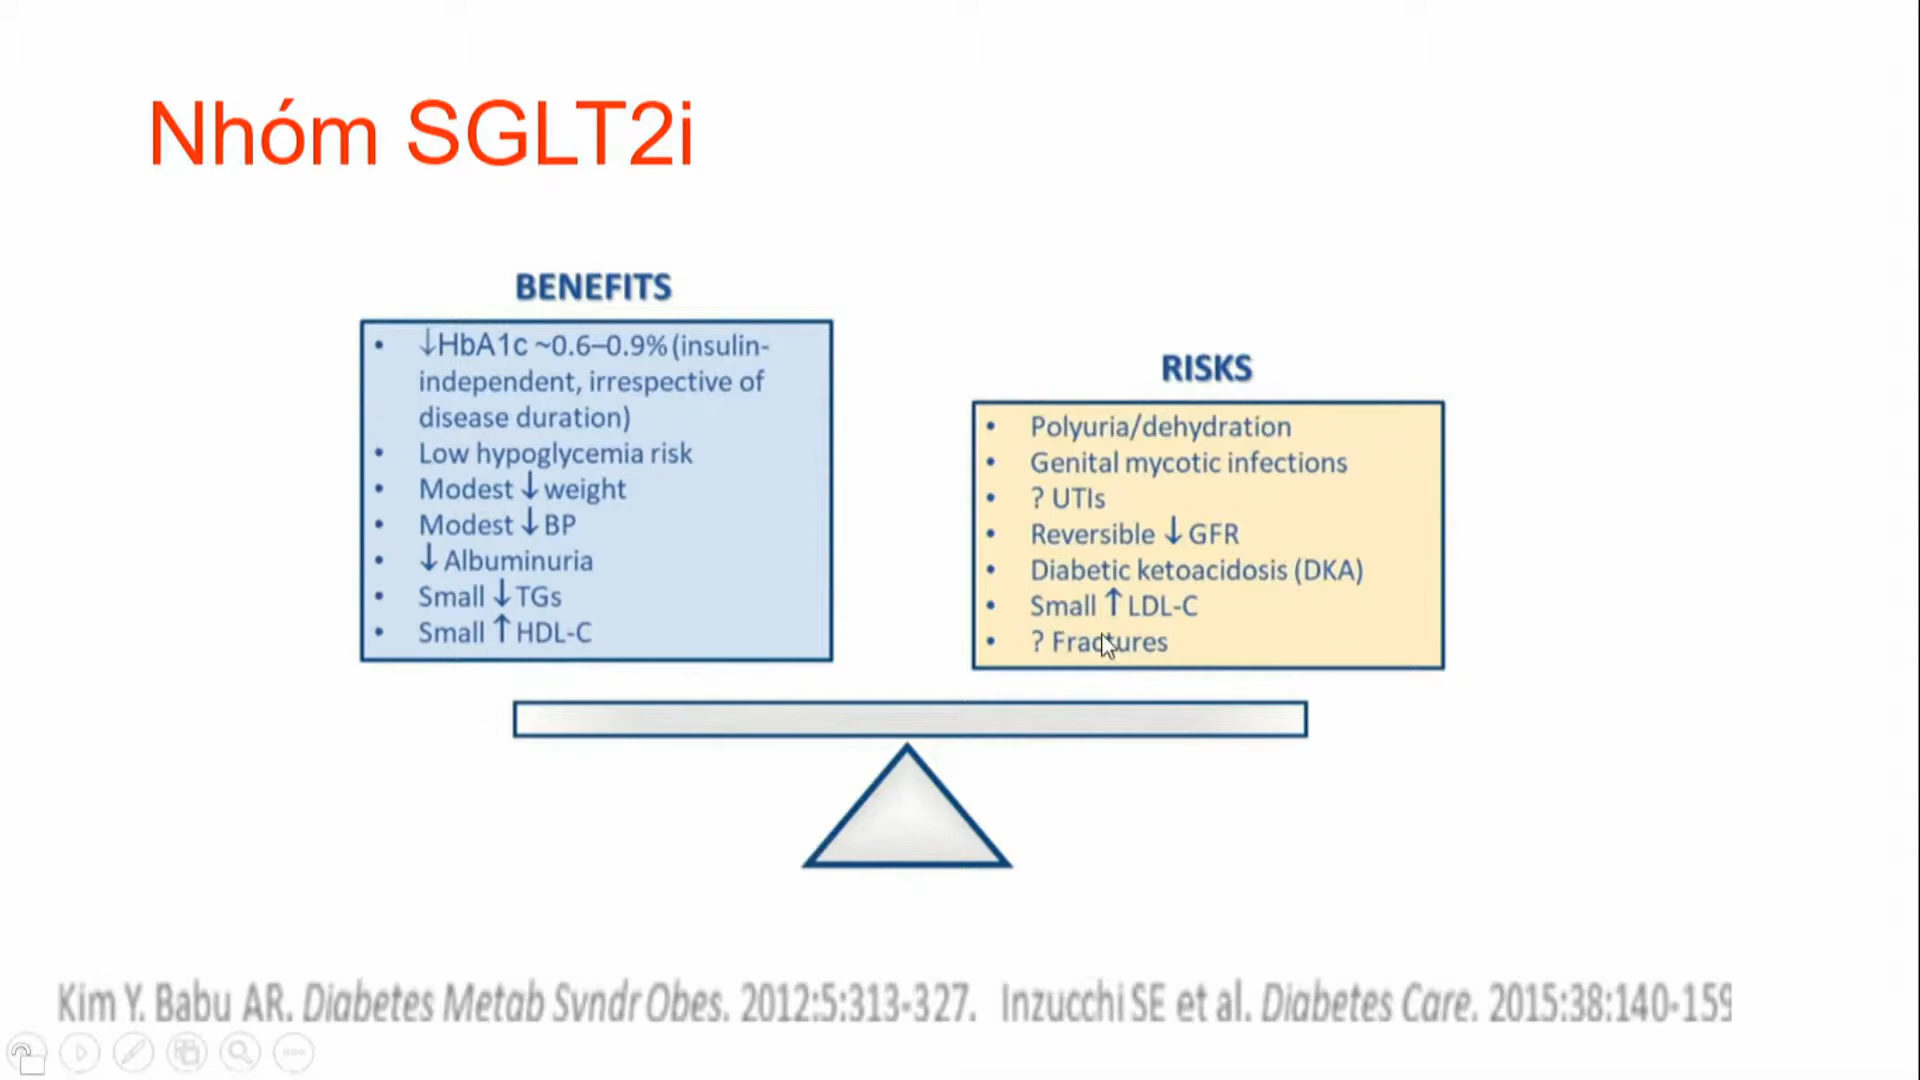 Nhóm SGLT2i
BENEFITS
• ↓HbA1c ~0.6–0.9% (insulin-
independent, irrespective of
disease duration)
• Low hypoglycemia risk
• Modest ↓ weight
• Modest ↓ BP
• ↓ Albuminuria
• Small ↓ TGs
• Small ↑ HDL-C
RISKS
• Polyuria/dehydration
• Genital mycotic infections
• ? UTIs
• Reversible ↓ GFR
• Diabetic ketoacidosis (DKA)
• Small ↑ LDL-C
• ? Fractures
Kim Y. Babu AR. Diabetes Metab Syndr Obes. 2012:5:313-327. Inzucchi SE et al. Diabetes Care. 2015:38:140-159